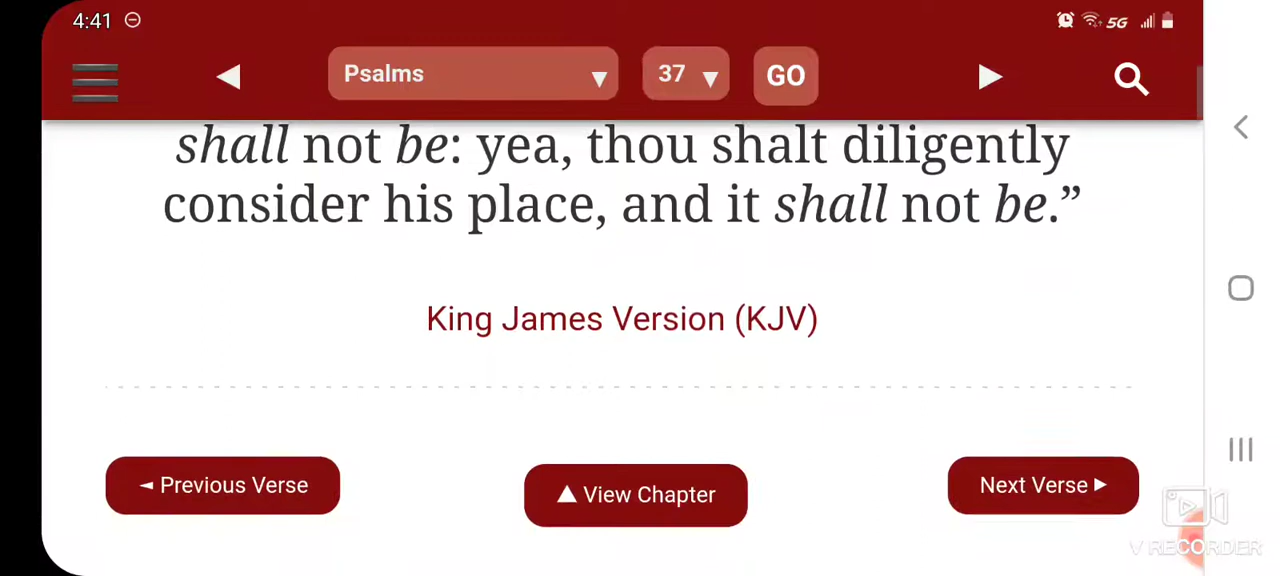 4:41
5G
Psalms
37
GO
shall not be: yea, thou shalt diligently
consider his place, and it shall not be.”
King James Version (KJV)
◄ Previous Verse
▲ View Chapter
Next Verse ►
V RECORDER